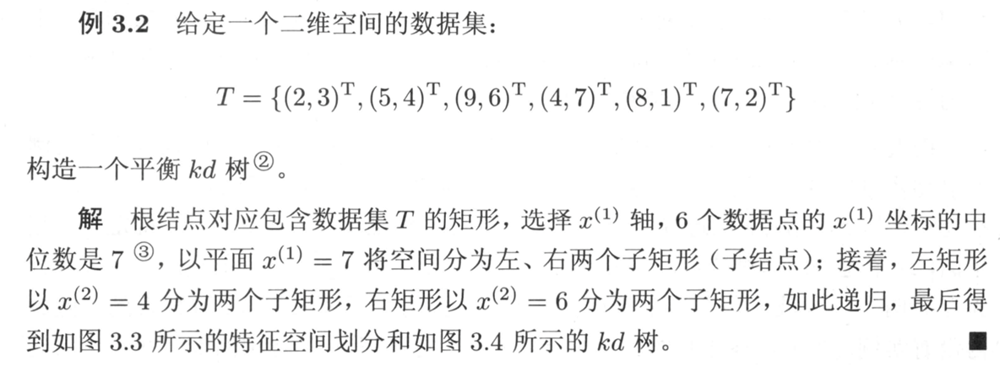 例 3.2 给定一个二维空间的数据集：
T = {(2, 3)ᵀ, (5, 4)ᵀ, (9, 6)ᵀ, (4, 7)ᵀ, (8, 1)ᵀ, (7, 2)ᵀ}
构造一个平衡 kd 树②。
解 根结点对应包含数据集 T 的矩形，选择 x⁽¹⁾ 轴，6 个数据点的 x⁽¹⁾ 坐标的中
位数是 7 ③，以平面 x⁽¹⁾ = 7 将空间分为左、右两个子矩形（子结点）；接着，左矩形
以 x⁽²⁾ = 4 分为两个子矩形，右矩形以 x⁽²⁾ = 6 分为两个子矩形，如此递归，最后得
到如图 3.3 所示的特征空间划分和如图 3.4 所示的 kd 树。 ■